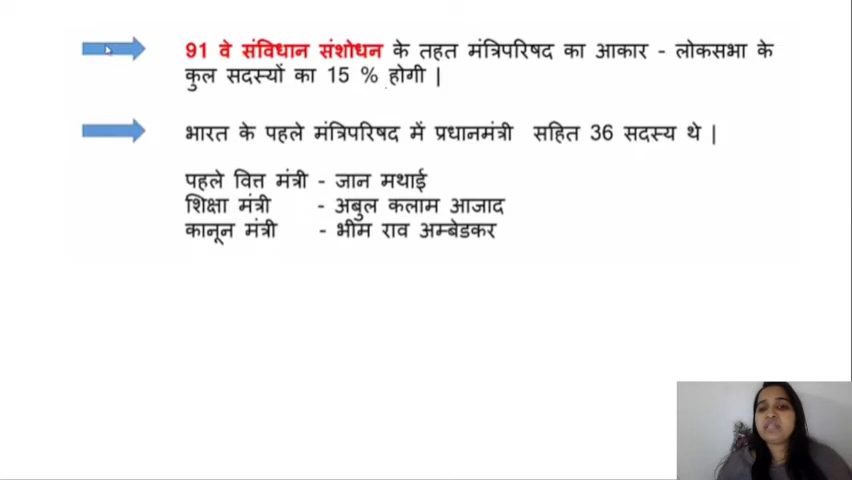 91 वे संविधान संशोधन के तहत मंत्रिपरिषद का आकार - लोकसभा के
कुल सदस्यों का 15 % होगी |
भारत के पहले मंत्रिपरिषद में प्रधानमंत्री सहित 36 सदस्य थे |
पहले वित्त मंत्री - जान मथाई
शिक्षा मंत्री - अबुल कलाम आजाद
कानून मंत्री - भीम राव अम्बेडकर